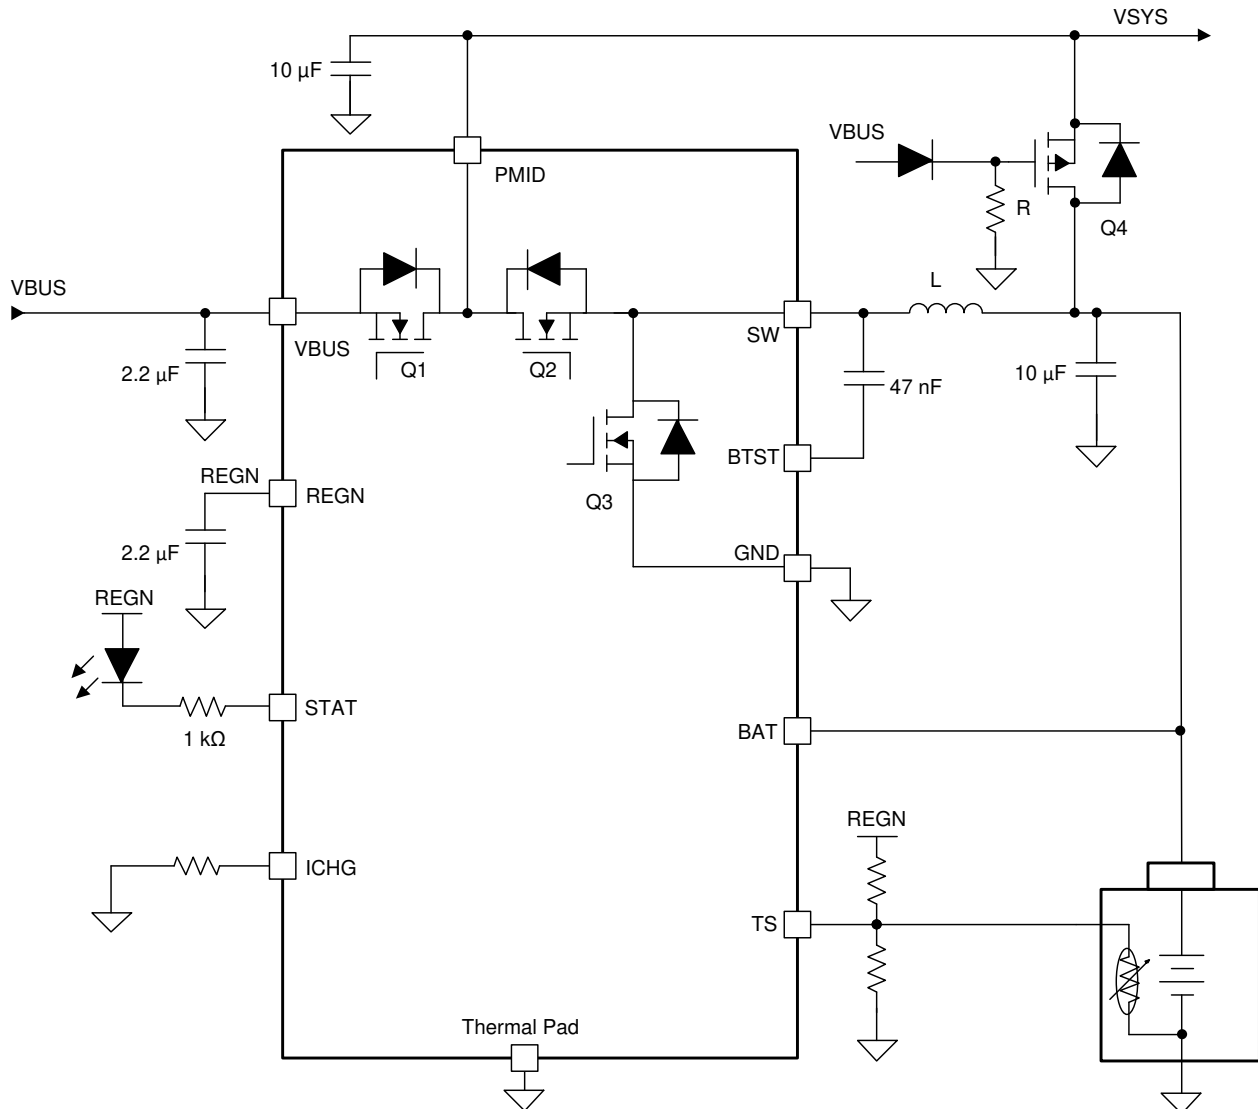 VSYS
10 µF
VBUS
PMID
R
Q4
VBUS
L
VBUS
SW
Q1
Q2
2.2 µF
47 nF
10 µF
BTST
REGN
REGN
Q3
2.2 µF
GND
REGN
STAT
1 kΩ
BAT
REGN
ICHG
TS
Thermal Pad